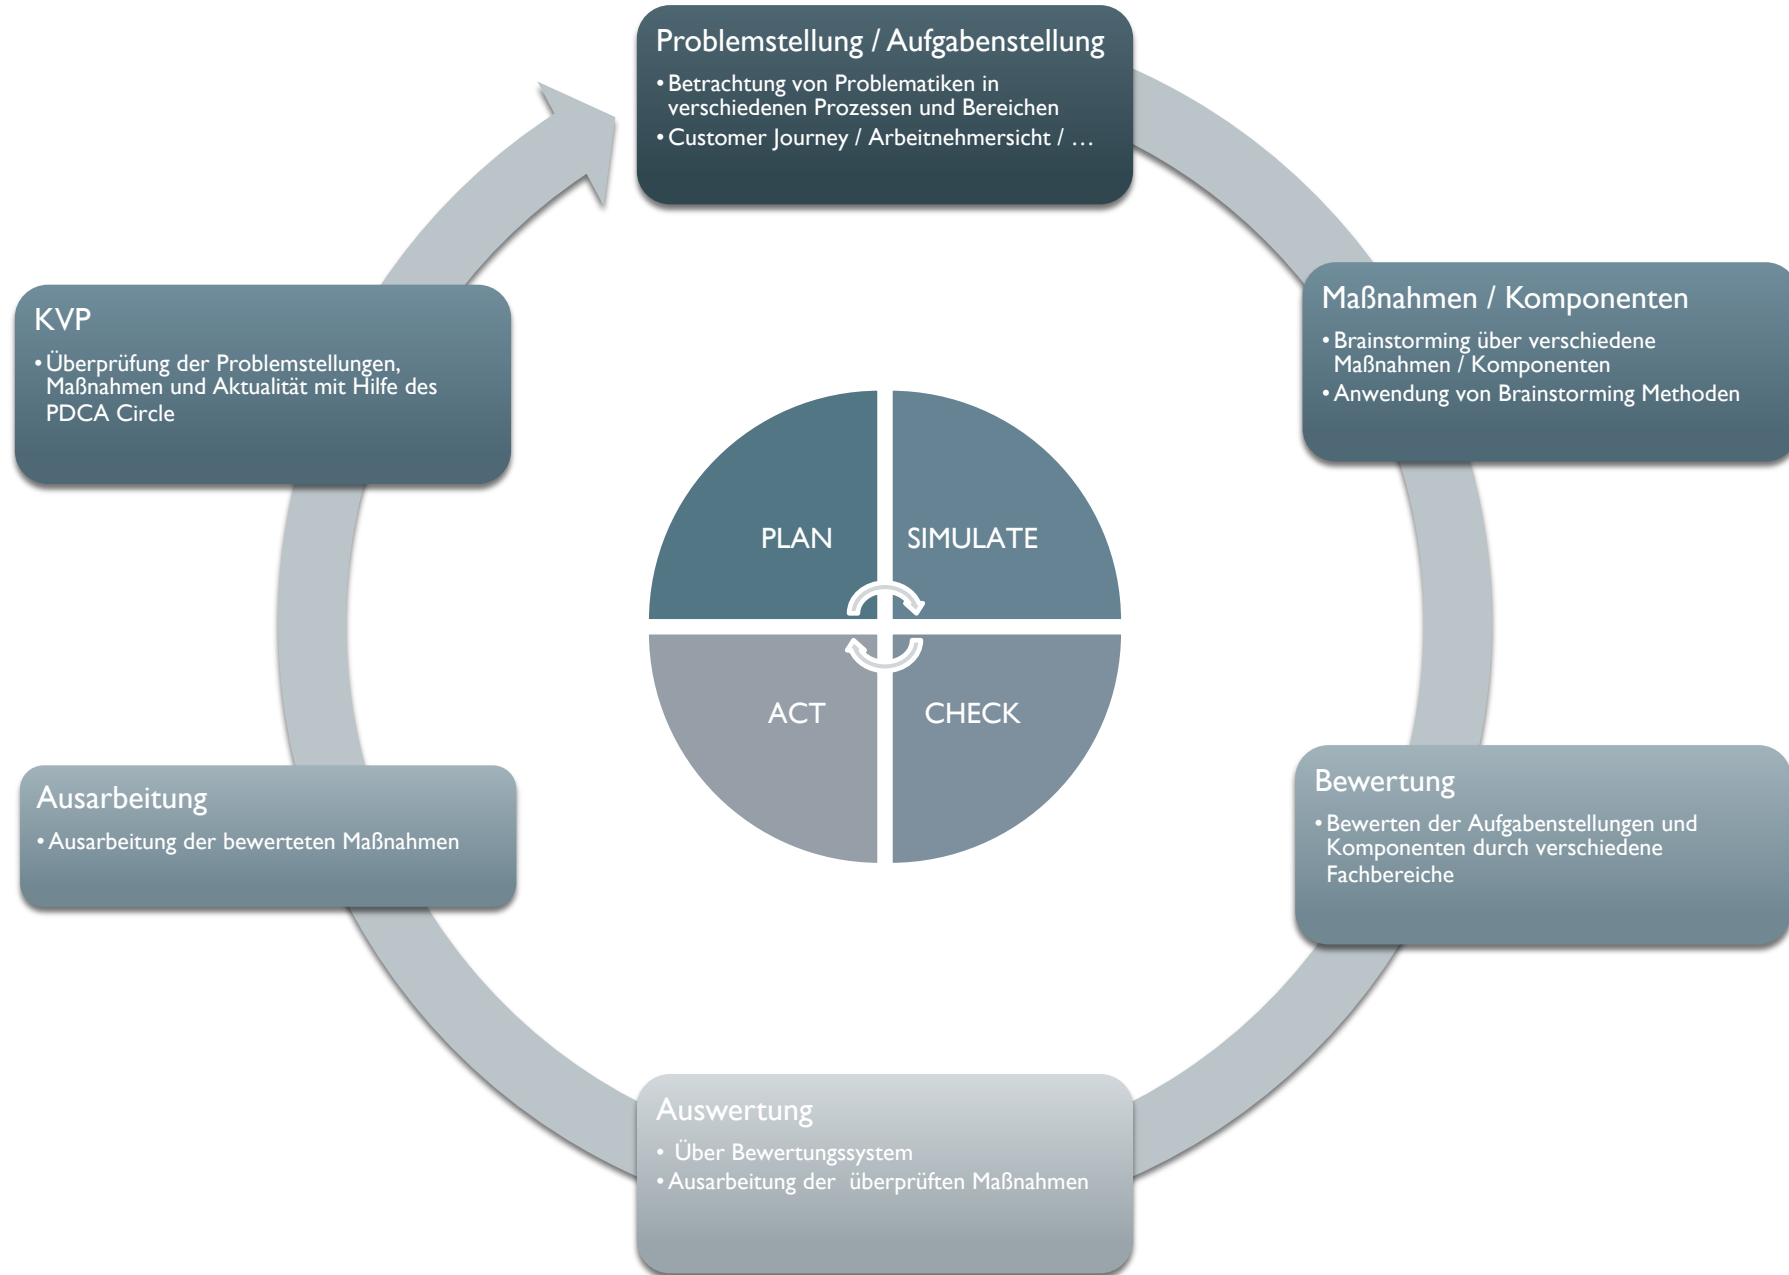 Problemstellung / Aufgabenstellung
• Betrachtung von Problematiken in
verschiedenen Prozessen und Bereichen
• Customer Journey / Arbeitnehmersicht / …
Maßnahmen / Komponenten
• Brainstorming über verschiedene
Maßnahmen / Komponenten
• Anwendung von Brainstorming Methoden
Bewertung
• Bewerten der Aufgabenstellungen und
Komponenten durch verschiedene
Fachbereiche
Auswertung
• Über Bewertungssystem
• Ausarbeitung der überprüften Maßnahmen
Ausarbeitung
• Ausarbeitung der bewerteten Maßnahmen
KVP
• Überprüfung der Problemstellungen,
Maßnahmen und Aktualität mit Hilfe des
PDCA Circle
PLAN
SIMULATE
CHECK
ACT